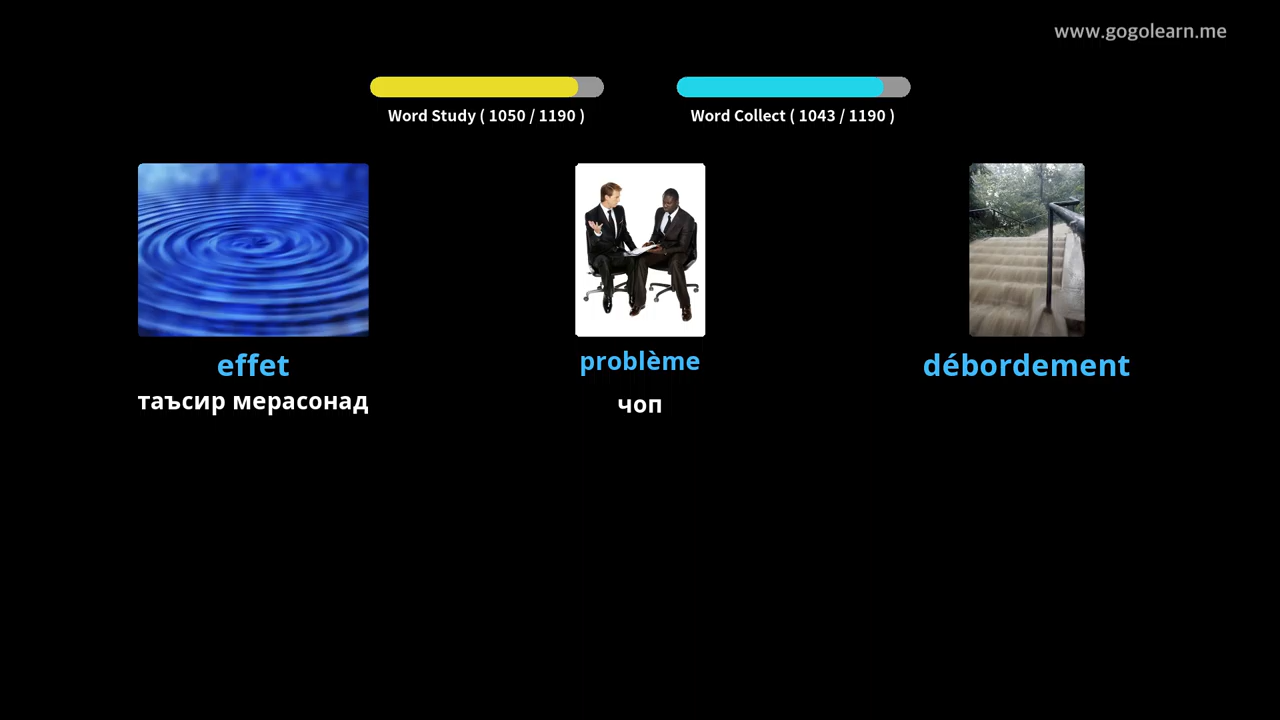 www.gogolearn.me
Word Study ( 1050 / 1190 )
Word Collect ( 1043 / 1190 )
effet
problème
débordement
таъсир мерасонад
чоп